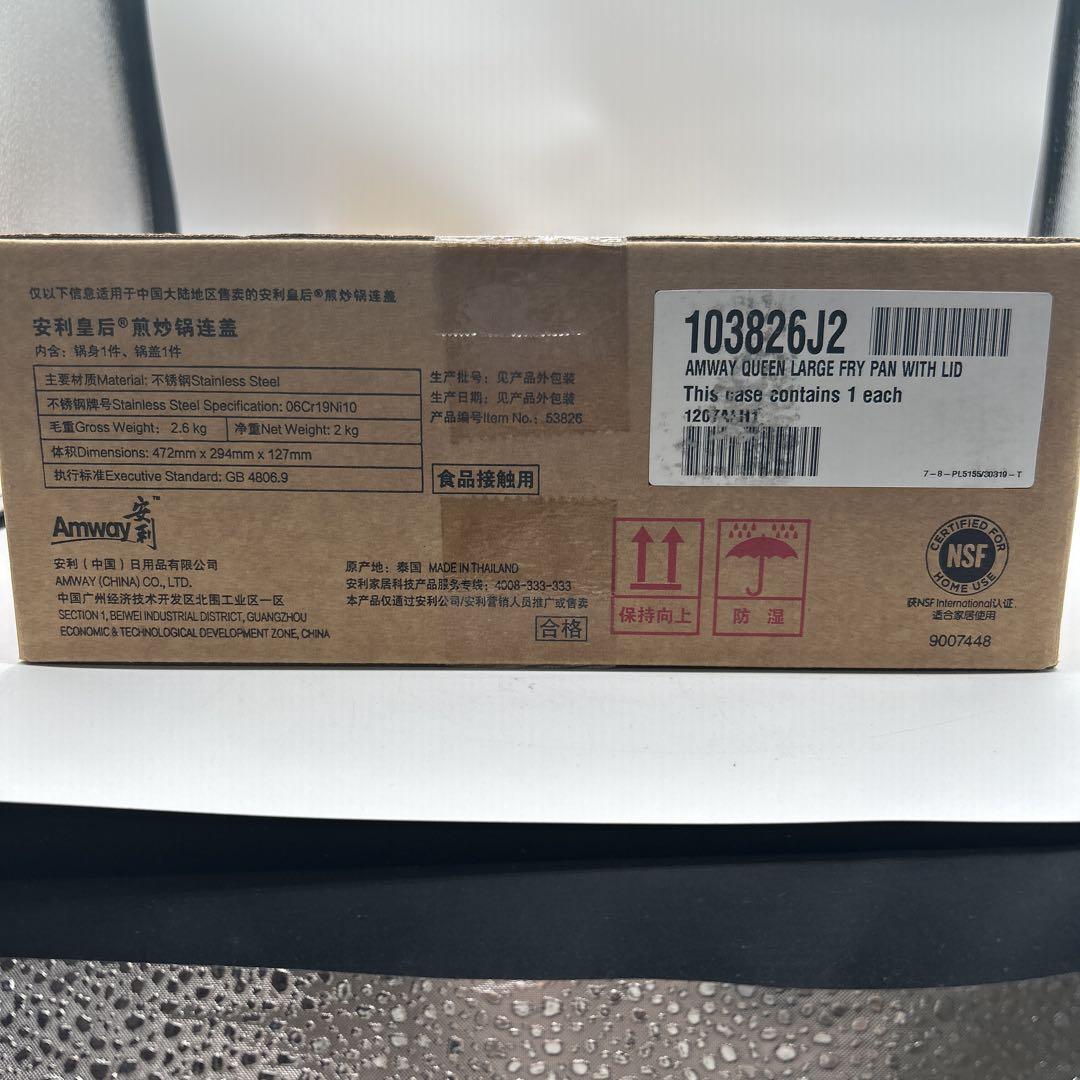 仅以下信息适用于中国大陆地区售卖的安利皇后®煎炒锅连盖
安利皇后®煎炒锅连盖
内含：锅身1件、锅盖1件
主要材质Material: 不锈钢Stainless Steel
不锈钢牌号Stainless Steel Specification: 06Cr19Ni10
毛重Gross Weight: 2.6 kg 净重Net Weight: 2 kg
体积Dimensions: 472mm x 294mm x 127mm
执行标准Executive Standard: GB 4806.9
生产批号：见产品外包装
生产日期：见产品外包装
产品编号Item No.: 53826
食品接触用
103826J2
AMWAY QUEEN LARGE FRY PAN WITH LID
This case contains 1 each
7-8-PL5155/30319-T
Amway安利™
安利（中国）日用品有限公司
AMWAY (CHINA) CO., LTD.
中国广州经济技术开发区北围工业区一区
SECTION 1, BEIWEI INDUSTRIAL DISTRICT, GUANGZHOU
ECONOMIC & TECHNOLOGICAL DEVELOPMENT ZONE, CHINA
原产地：泰国 MADE IN THAILAND
安利家居科技产品服务专线：4008-333-333
本产品仅通过安利公司/安利营销人员推广或售卖
合格
保持向上
防 湿
CERTIFIED FOR
NSF
HOME USE
获NSF International认证，
适合家居使用
9007448